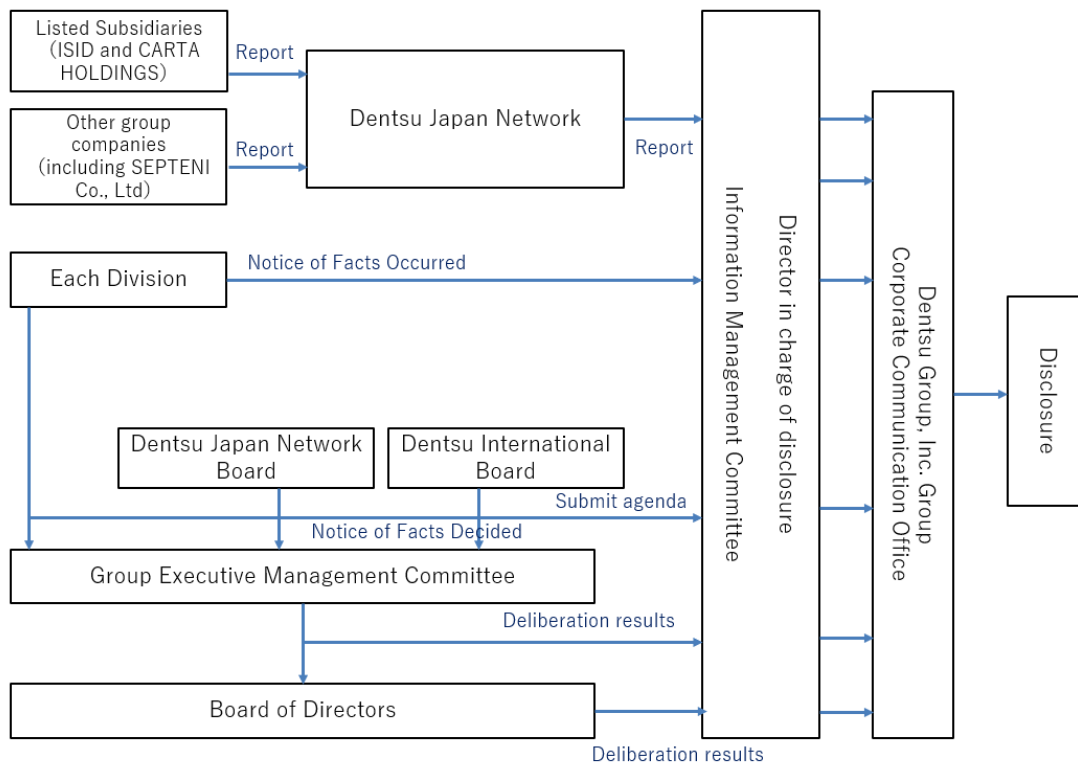 Listed Subsidiaries
（ISID and CARTA
HOLDINGS）
Report
Other group
companies
（including SEPTENI
Co., Ltd）
Report
Dentsu Japan Network
Report
Each Division
Notice of Facts Occurred
Dentsu Japan Network
Board
Dentsu International
Board
Submit agenda
Notice of Facts Decided
Group Executive Management Committee
Deliberation results
Board of Directors
Deliberation results
Director in charge of disclosure
Information Management Committee
Dentsu Group, Inc. Group
Corporate Communication Office
Disclosure